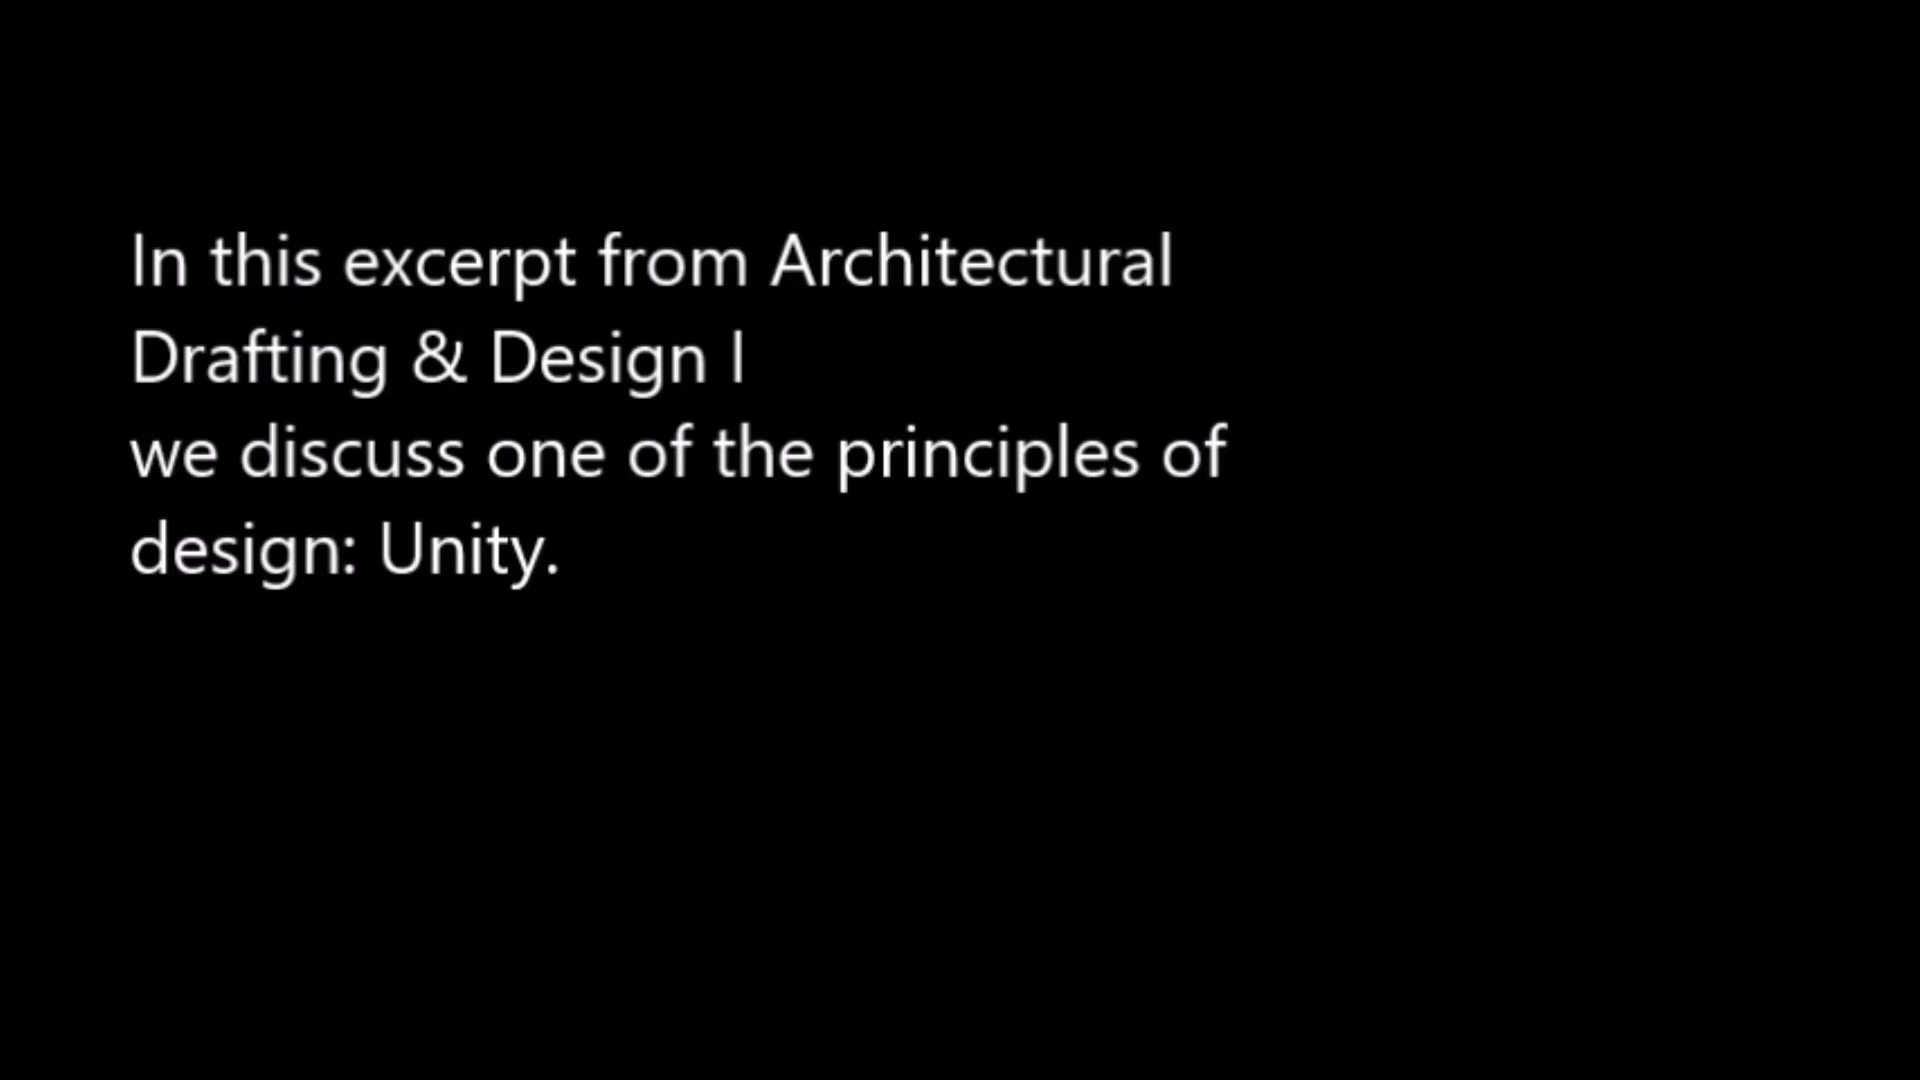 In this excerpt from Architectural
Drafting & Design I
we discuss one of the principles of
design: Unity.